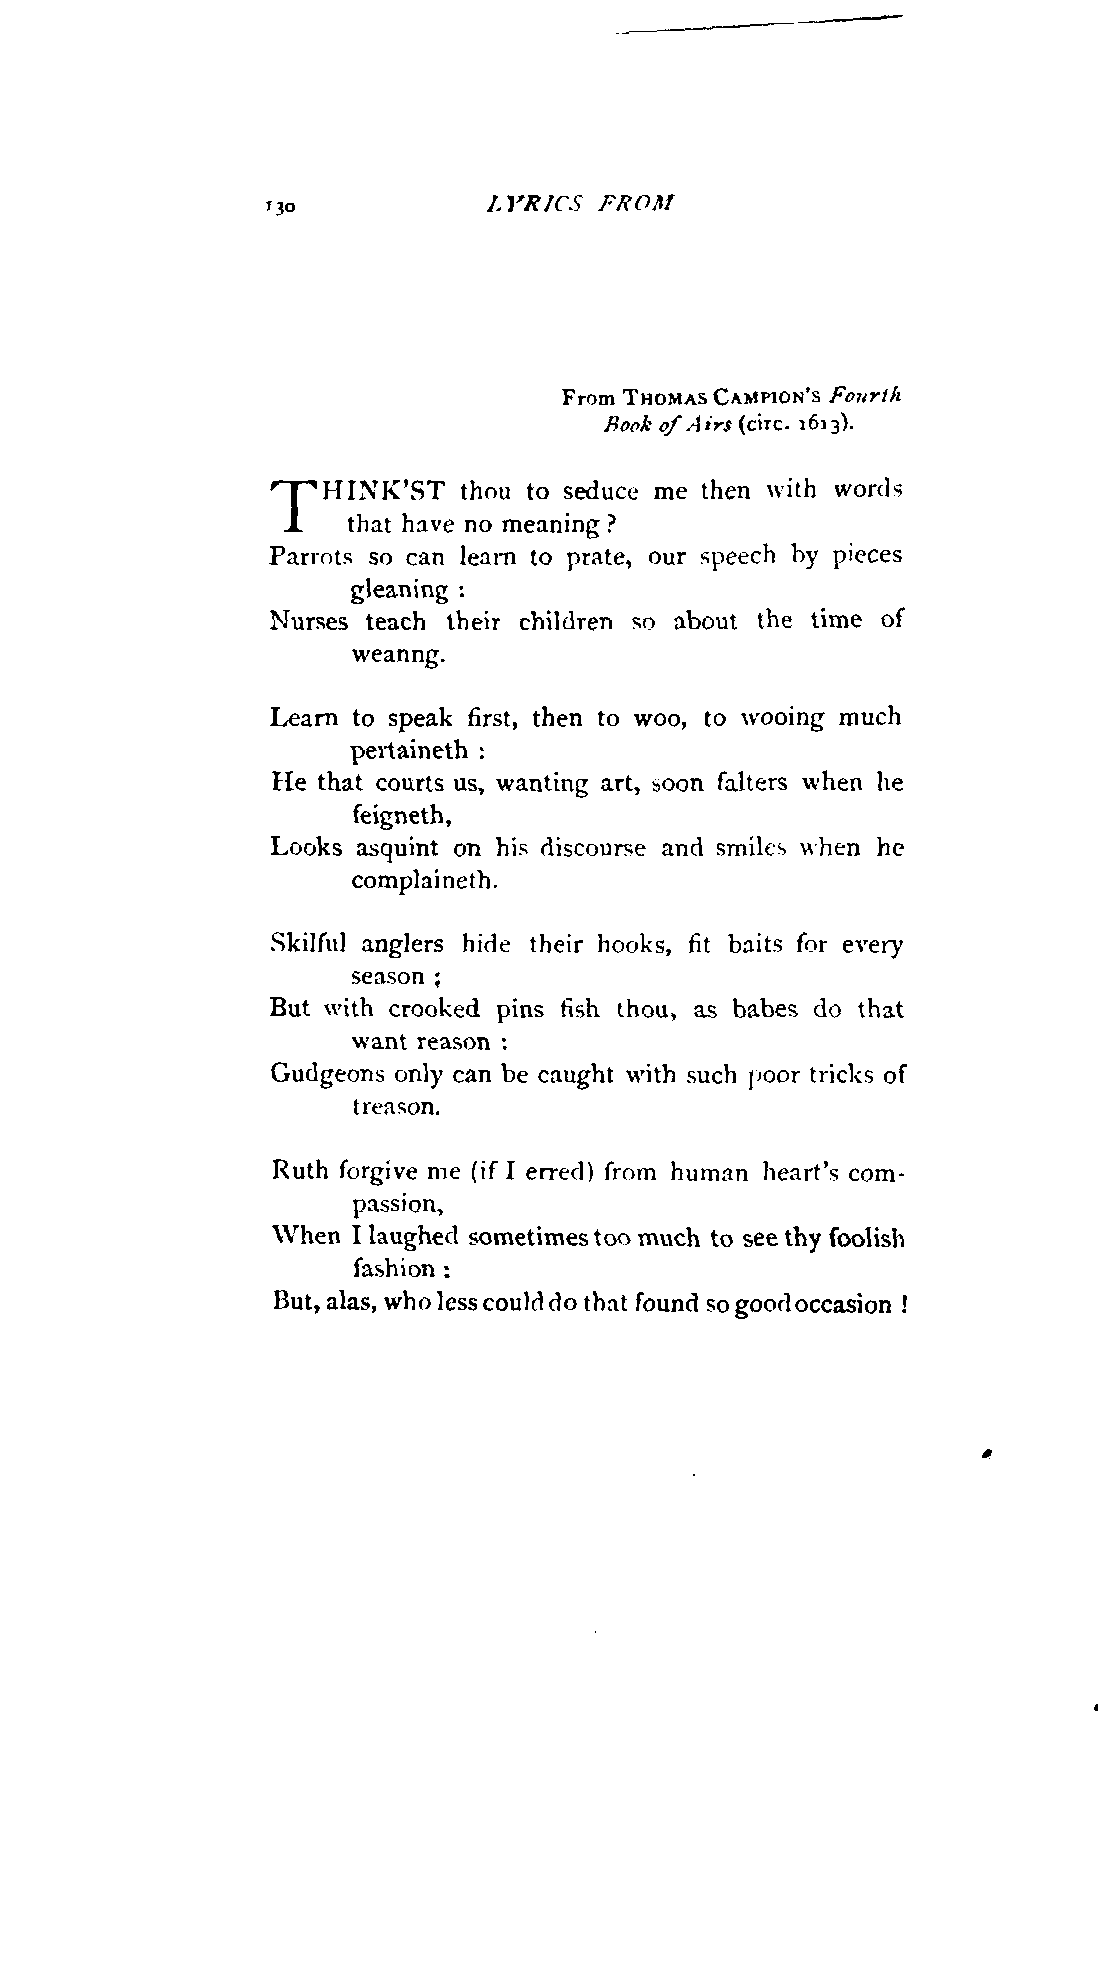 130 LYRICS FROM
From THOMAS CAMPION'S Fourth
Book of Airs (circ. 1613).
THINK'ST thou to seduce me then with words
that have no meaning ?
Parrots so can learn to prate, our speech by pieces
gleaning :
Nurses teach their children so about the time of
weanng.
Learn to speak first, then to woo, to wooing much
pertaineth :
He that courts us, wanting art, soon falters when he
feigneth,
Looks asquint on his discourse and smiles when he
complaineth.
Skilful anglers hide their hooks, fit baits for every
season ;
But with crooked pins fish thou, as babes do that
want reason :
Gudgeons only can be caught with such poor tricks of
treason.
Ruth forgive me (if I erred) from human heart's com-
passion,
When I laughed sometimes too much to see thy foolish
fashion :
But, alas, who less could do that found so good occasion !